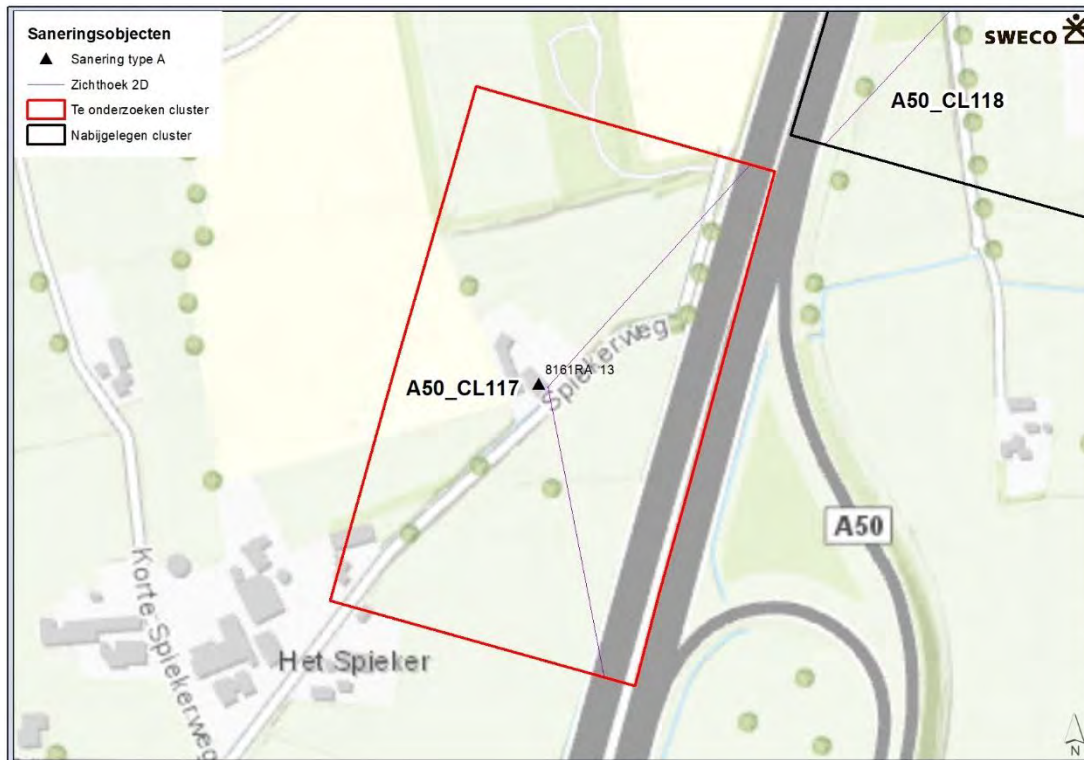 Saneringsobjecten
Sanering type A
Zichthoek 2D
Te onderzoeken cluster
Nabijgelegen cluster
SWECO
A50_CL118
Spiekerweg
8161RA 13
A50_CL117
A50
Korte Spiekerweg
Het Spieker
N